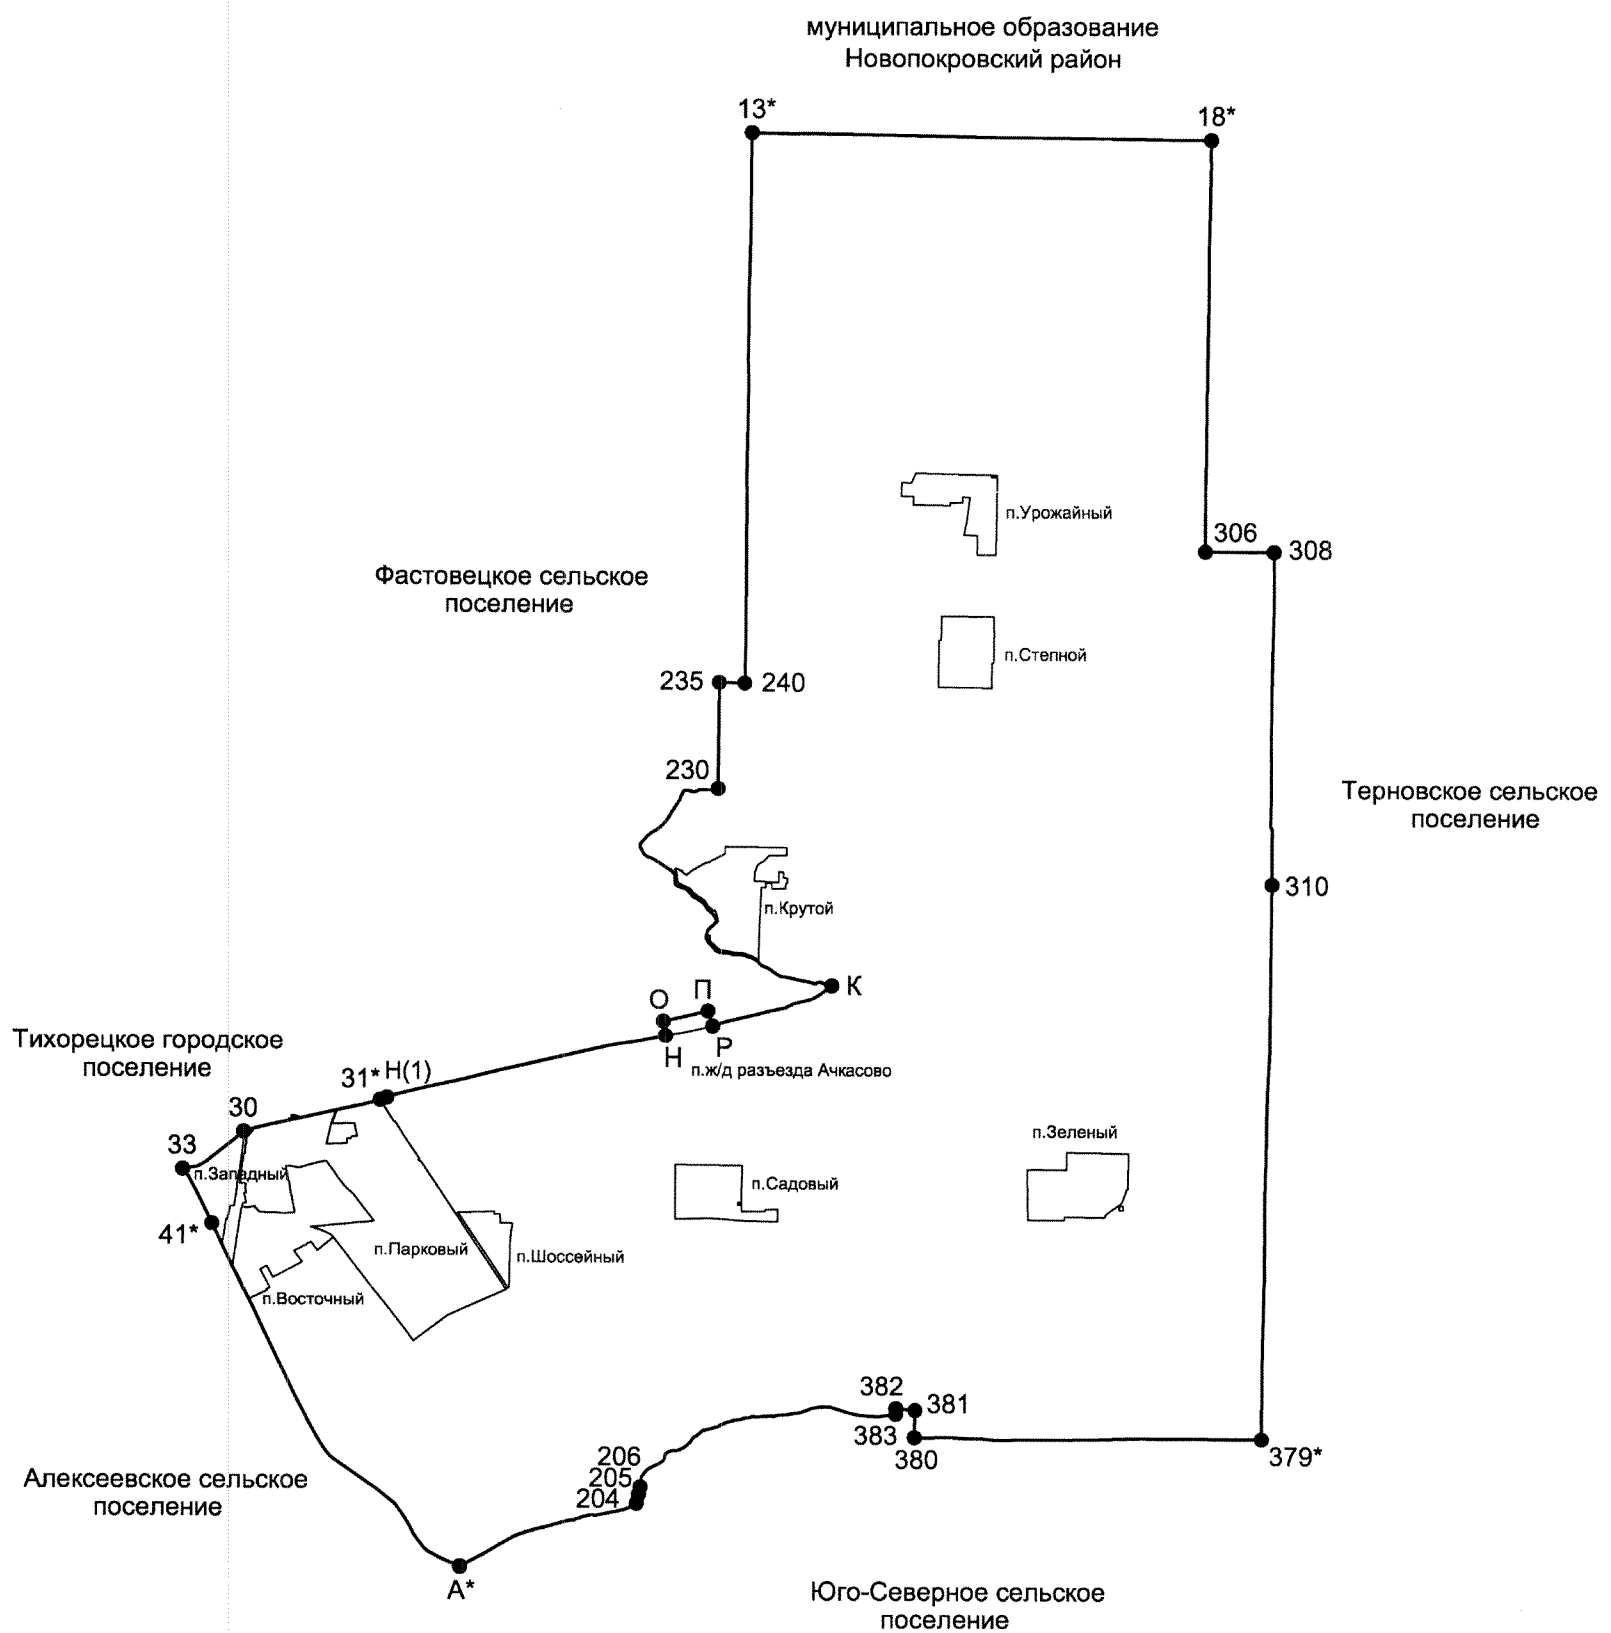 муниципальное образование
Новопокровский район
13*
18*
п.Урожайный
306
308
Фастовецкое сельское
поселение
п.Степной
235
240
230
Терновское сельское
поселение
310
п.Крутой
К
П
О
Н
Р
п.ж/д разъезда Ачкасово
Тихорецкое городское
поселение
31*
Н(1)
30
33
п.Западный
п.Зеленый
п.Садовый
41*
п.Парковый
п.Шоссейный
п.Восточный
382
381
383
380
379*
206
205
204
Алексеевское сельское
поселение
А*
Юго-Северное сельское
поселение